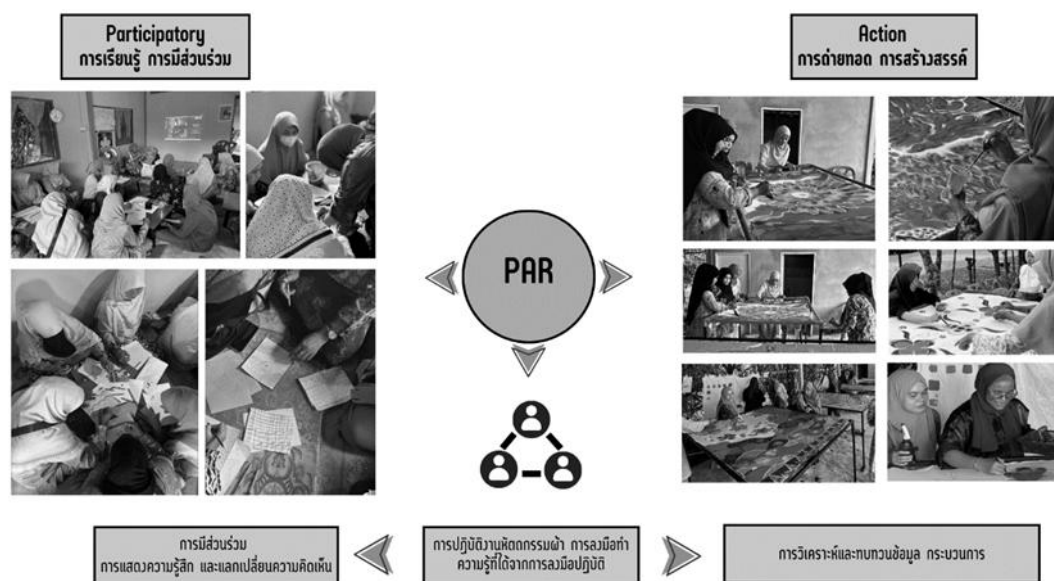 Participatory
การเรียนรู้ การมีส่วนร่วม
Action
การถ่ายทอด การสร้างสรรค์
PAR
การมีส่วนร่วม
การแสดงความรู้สึก และแลกเปลี่ยนความคิดเห็น
การปฏิบัติงานหัตถกรรมผ้า การลงมือทำ
ความรู้ที่ได้จากการลงมือปฏิบัติ
การวิเคราะห์และทบทวนข้อมูล กระบวนการ